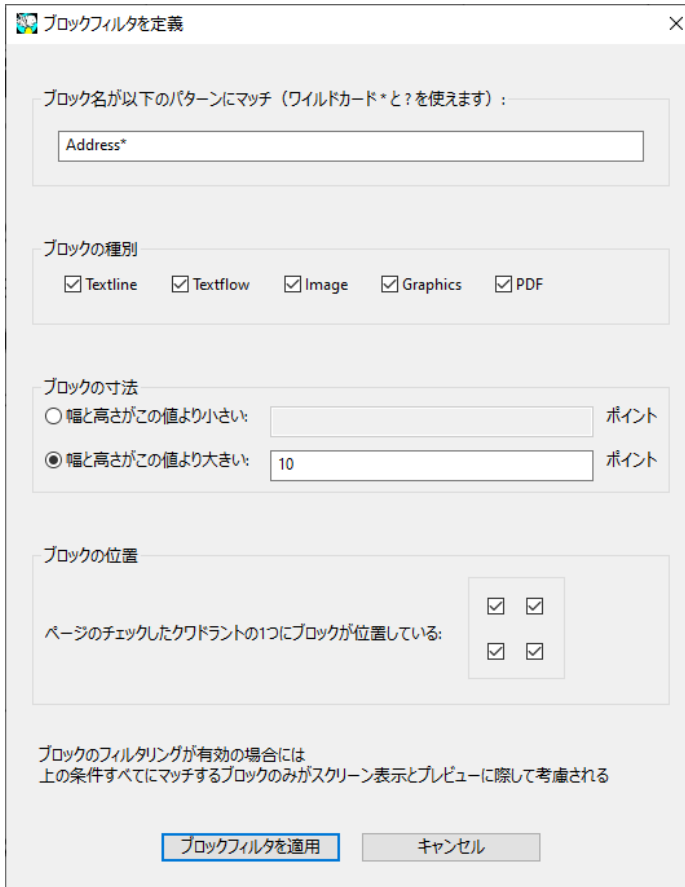 ブロックフィルタを定義
ブロック名が以下のパターンにマッチ（ワイルドカード*と?を使えます）:
Address*
ブロックの種別
Textline Textflow Image Graphics PDF
ブロックの寸法
幅と高さがこの値より小さい: ポイント
幅と高さがこの値より大きい: 10 ポイント
ブロックの位置
ページのチェックしたクワドラントの1つにブロックが位置している:
ブロックのフィルタリングが有効の場合には
上の条件すべてにマッチするブロックのみがスクリーン表示とプレビューに際して考慮される
ブロックフィルタを適用 キャンセル